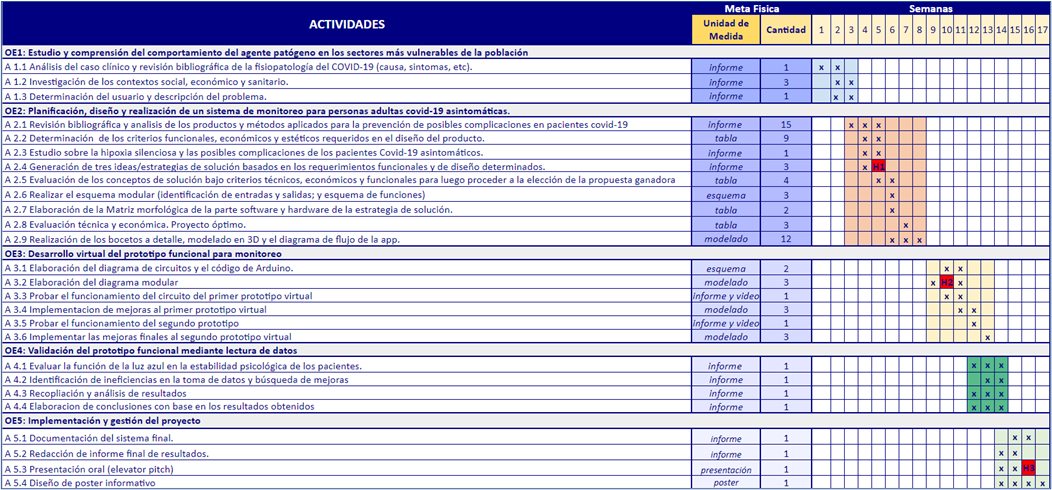 ACTIVIDADES Meta Fisica Semanas
Unidad de Medida Cantidad 1 2 3 4 5 6 7 8 9 10 11 12 13 14 15 16 17
OE1: Estudio y comprensión del comportamiento del agente patógeno en los sectores más vulnerables de la población
A 1.1 Análisis del caso clínico y revisión bibliográfica de la fisiopatología del COVID-19 (causa, sintomas, etc). informe 1 x x
A 1.2 Investigación de los contextos social, económico y sanitario. informe 3 x x
A 1.3 Determinación del usuario y descripción del problema. informe 1 x x
OE2: Planificación, diseño y realización de un sistema de monitoreo para personas adultas covid-19 asintomáticas.
A 2.1 Revisión bibliográfica y analisis de los productos y métodos aplicados para la prevención de posibles complicaciones en pacientes covid-19 informe 15 x x x
A 2.2 Determinación de los criterios funcionales, económicos y estéticos requeridos en el diseño del producto. tabla 9 x x
A 2.3 Estudio sobre la hipoxia silenciosa y las posibles complicaciones de los pacientes Covid-19 asintomáticos. informe 1 x x
A 2.4 Generación de tres ideas/estrategias de solución basados en los requerimientos funcionales y de diseño determinados. informe 3 x H1
A 2.5 Evaluación de los conceptos de solución bajo criterios técnicos, económicos y funcionales para luego proceder a la elección de la propuesta ganadora tabla 4 x x
A 2.6 Realizar el esquema modular (identificación de entradas y salidas; y esquema de funciones) esquema 3 x
A 2.7 Elaboración de la Matriz morfológica de la parte software y hardware de la estrategia de solución. tabla 2 x
A 2.8 Evaluación técnica y económica. Proyecto óptimo. tabla 3 x
A 2.9 Realización de los bocetos a detalle, modelado en 3D y el diagrama de flujo de la app. modelado 12 x x x
OE3: Desarrollo virtual del prototipo funcional para monitoreo
A 3.1 Elaboración del diagrama de circuitos y el código de Arduino. esquema 2 x x
A 3.2 Elaboración del diagrama modular modelado 3 x H2 x
A 3.3 Probar el funcionamiento del circuito del primer prototipo virtual informe y video 1 x x
A 3.4 Implementacion de mejoras al primer prototipo virtual modelado 3 x x
A 3.5 Probar el funcionamiento del segundo prototipo informe y video 1 x
A 3.6 Implementar las mejoras finales al segundo prototipo virtual modelado 3 x
OE4: Validación del prototipo funcional mediante lectura de datos
A 4.1 Evaluar la función de la luz azul en la estabilidad psicológica de los pacientes. informe 1 x x x
A 4.2 Identificación de ineficiencias en la toma de datos y búsqueda de mejoras informe 1 x x
A 4.3 Recopliación y análisis de resultados informe 1 x x x
A 4.4 Elaboracion de conclusiones con base en los resultados obtenidos informe 1 x x x
OE5: Implementación y gestión del proyecto
A 5.1 Documentación del sistema final. informe 1 x x
A 5.2 Redacción de informe final de resultados. informe 1 x x
A 5.3 Presentación oral (elevator pitch) presentación 1 x x H3
A 5.4 Diseño de poster informativo poster 1 x x x x